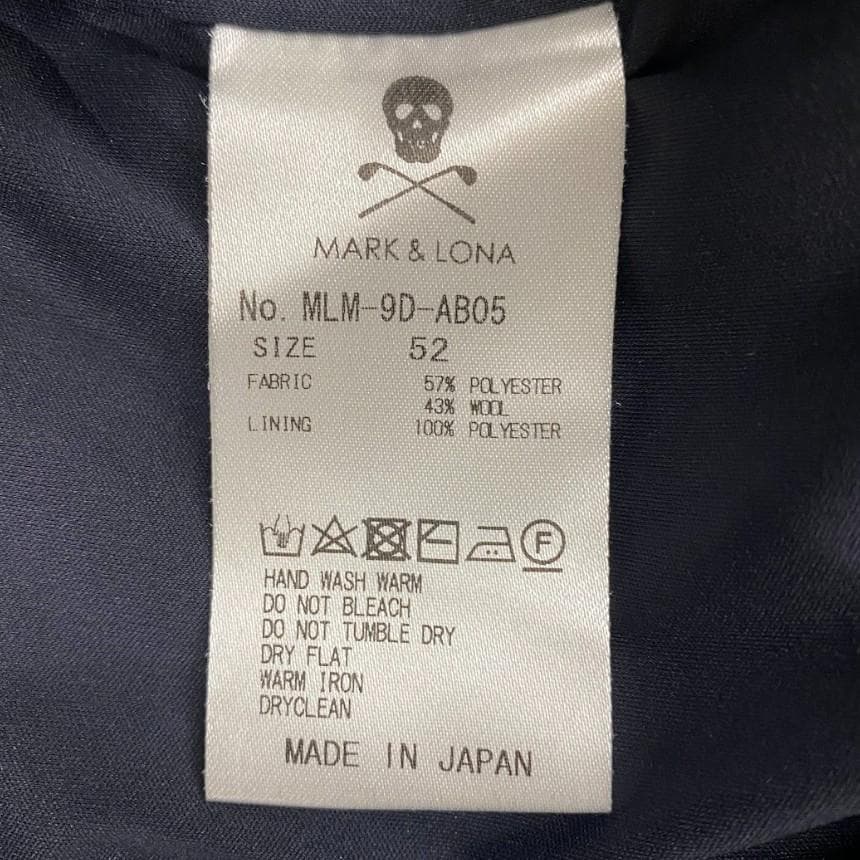 MARK & LONA
No. MLM-9D-AB05
SIZE 52
FABRIC 57% POLYESTER
43% WOOL
LINING 100% POLYESTER
F
HAND WASH WARM
DO NOT BLEACH
DO NOT TUMBLE DRY
DRY FLAT
WARM IRON
DRYCLEAN
MADE IN JAPAN